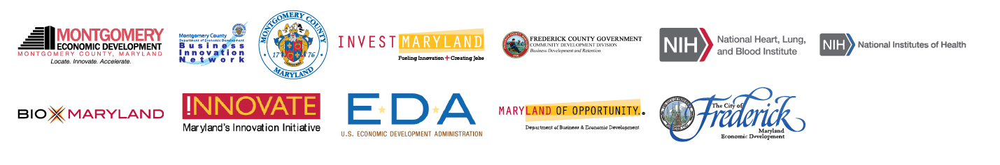 MONTGOMERY
ECONOMIC DEVELOPMENT
MONTGOMERY COUNTY, MARYLAND
Locate. Innovate. Accelerate.
Montgomery County
Department of Economic Development
Business
Innovation
Network
MONTGOMERY COUNTY
1776
MARYLAND
INVEST MARYLAND
Fueling Innovation + Creating Jobs
FREDERICK COUNTY GOVERNMENT
COMMUNITY DEVELOPMENT DIVISION
Business Development and Retention
NIH
National Heart, Lung,
and Blood Institute
NIH
National Institutes of Health
BIO MARYLAND
!NNOVATE
Maryland's Innovation Initiative
EDA
U.S. ECONOMIC DEVELOPMENT ADMINISTRATION
MARYLAND OF OPPORTUNITY.
Department of Business & Economic Development
The City of
Frederick
Maryland
Economic Development